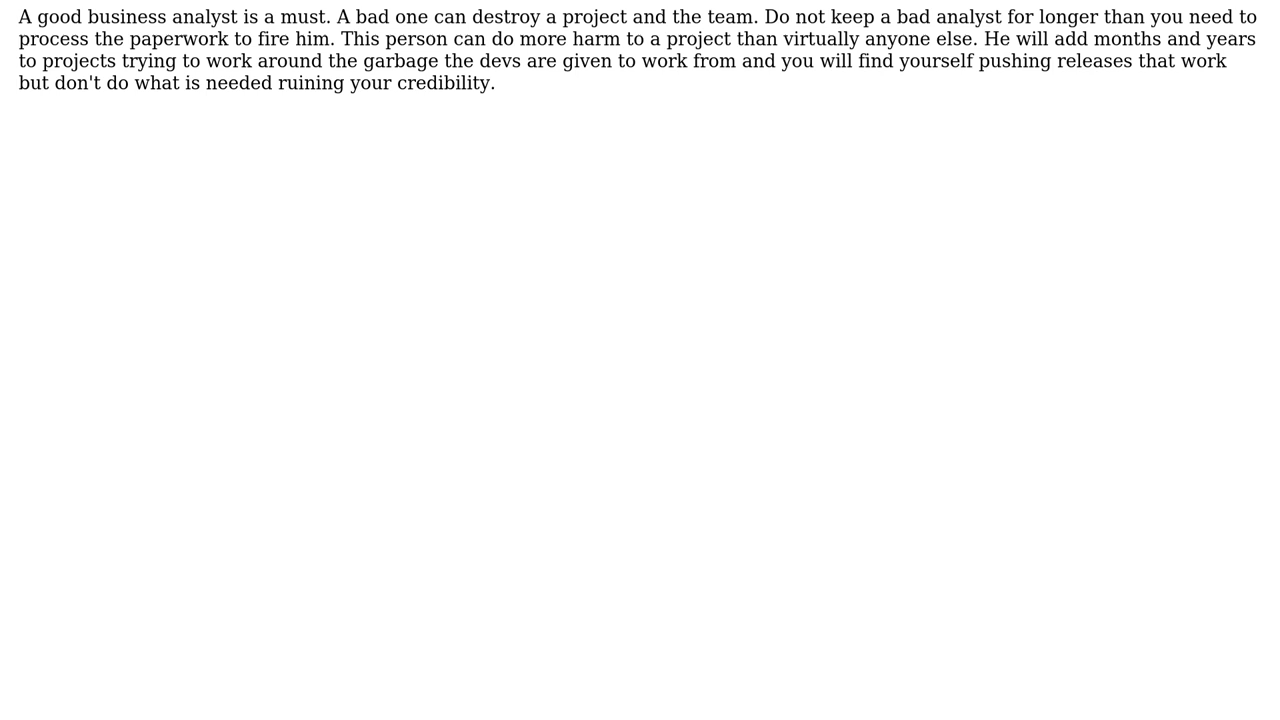 A good business analyst is a must. A bad one can destroy a project and the team. Do not keep a bad analyst for longer than you need to
process the paperwork to fire him. This person can do more harm to a project than virtually anyone else. He will add months and years
to projects trying to work around the garbage the devs are given to work from and you will find yourself pushing releases that work
but don't do what is needed ruining your credibility.